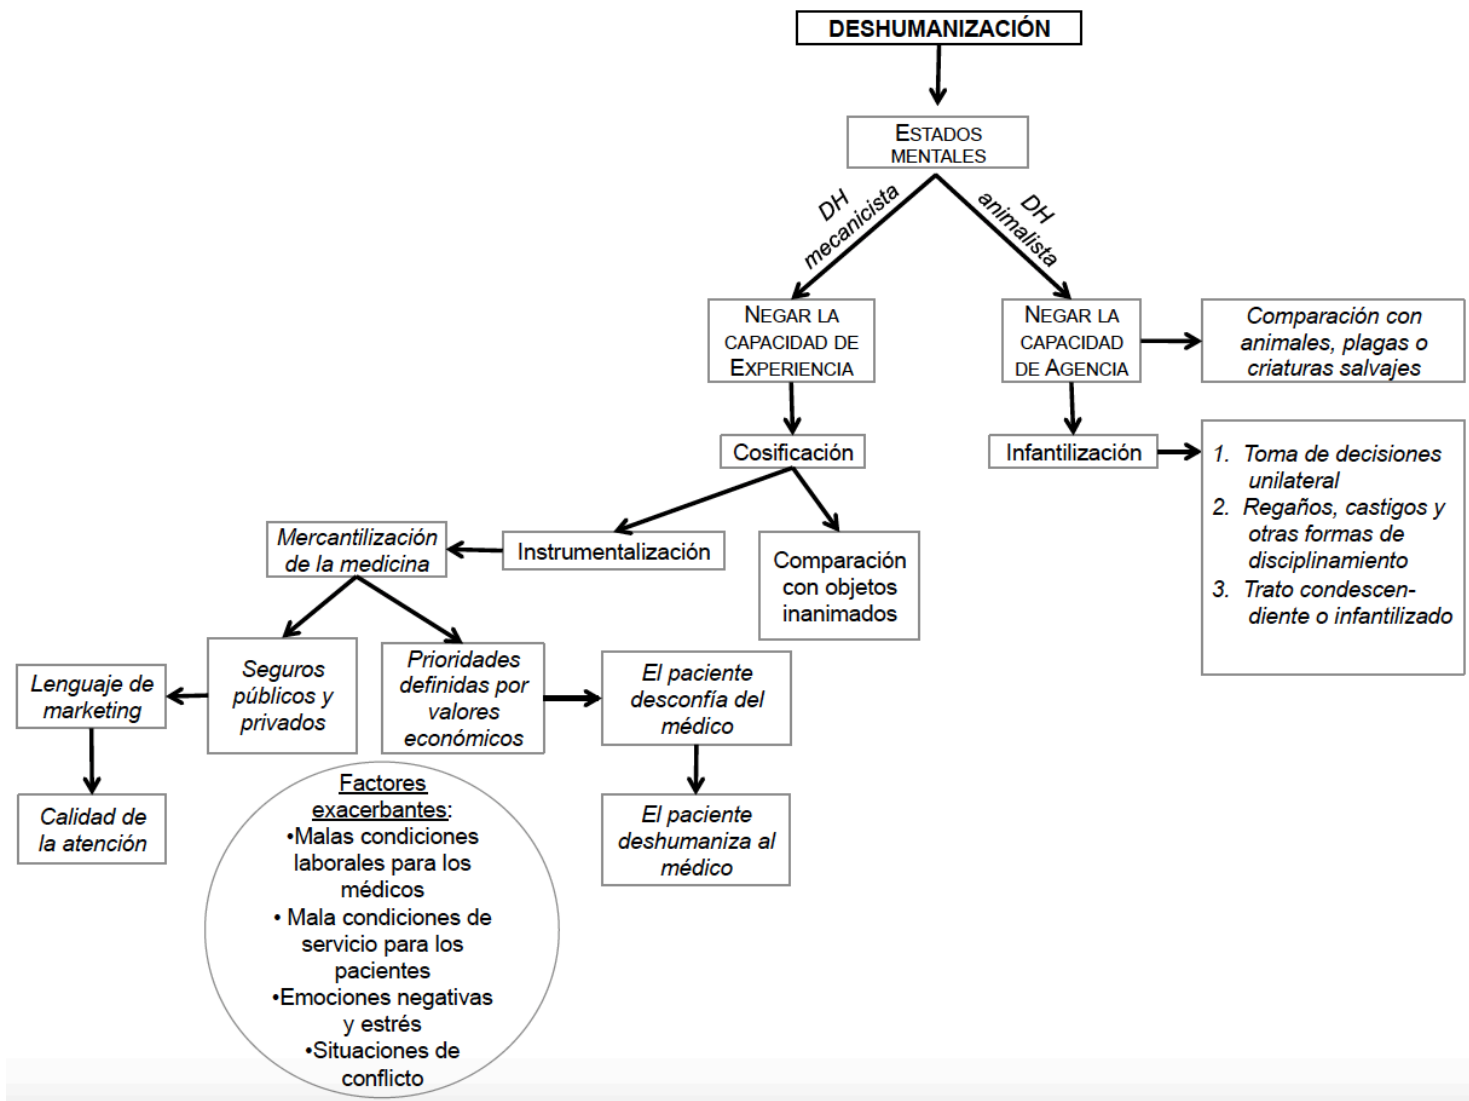 DESHUMANIZACIÓN
ESTADOS
MENTALES
DH
mecanicista
DH
animalista
NEGAR LA
CAPACIDAD DE
EXPERIENCIA
NEGAR LA
CAPACIDAD
DE AGENCIA
Comparación con
animales, plagas o
criaturas salvajes
Cosificación
Infantilización
1. Toma de decisiones
unilateral
2. Regaños, castigos y
otras formas de
disciplinamiento
3. Trato condescen-
diente o infantilizado
Mercantilización
de la medicina
Instrumentalización
Comparación
con objetos
inanimados
Lenguaje de
marketing
Seguros
públicos y
privados
Prioridades
definidas por
valores
económicos
El paciente
desconfía del
médico
Calidad de
la atención
Factores
exacerbantes:
•Malas condiciones
laborales para los
médicos
• Mala condiciones de
servicio para los
pacientes
•Emociones negativas
y estrés
•Situaciones de
conflicto
El paciente
deshumaniza al
médico